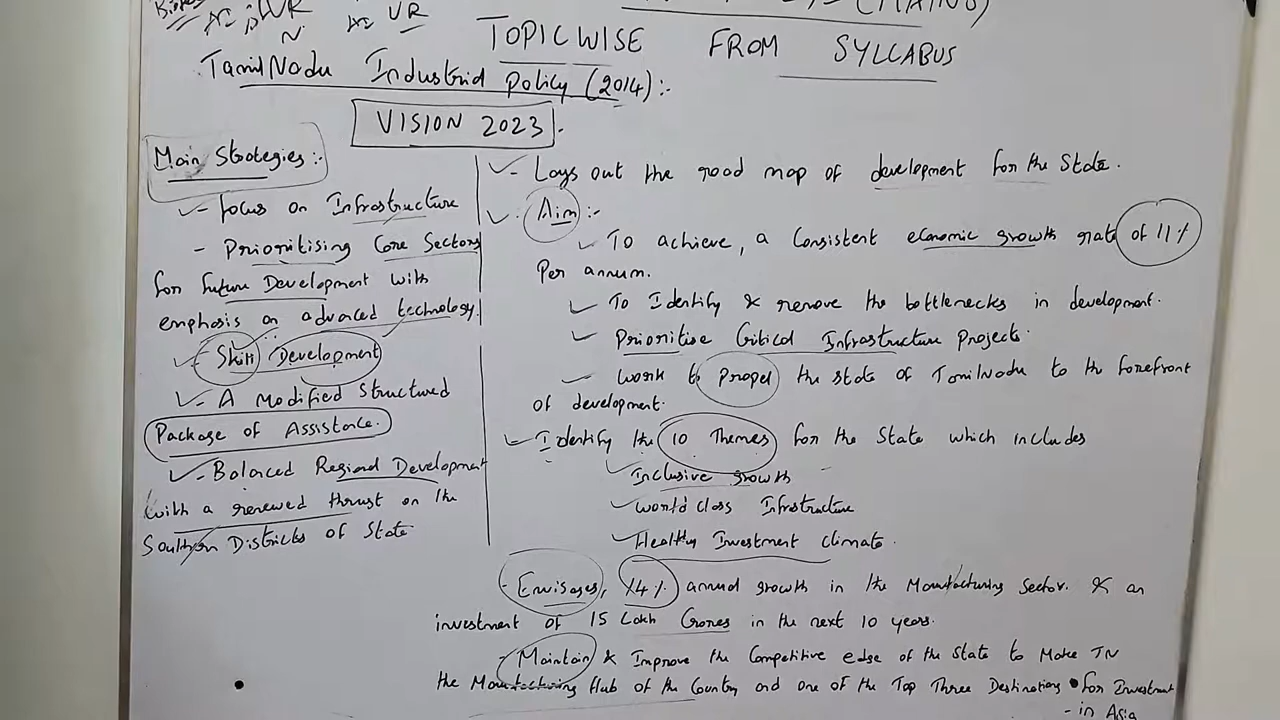 (MAINS)
UR
N
UR
TOPICWISE FROM SYLLABUS
TamilNadu Industrial Policy (2014):-
VISION 2023.
Main Strategies:-
- focus on Infrastructure
- Prioritising Core Sectors
for future Development with
emphasis on advanced technology.
- Skill Development
- A Modified Structured
Package of Assistance.
- Balanced Regional Development
with a renewed thrust on the
Southern Districts of State
- Lays out the good map of development for the State.
Aim:-
To achieve, a Consistent economic growth rate of 11%
Per annum.
To Identify & remove the bottlenecks in development.
Prioritise Critical Infrastructure Projects.
Work to propel the state of TamilNadu to the forefront
of development.
- Identify the 10 Themes for the State which includes
Inclusive growth
World class Infrastructure
Healthy Investment climate.
- Envisages, 14% annual growth in the Manufacturing Sector. & an
investment of 15 Lakh Crores in the next 10 years.
- Maintain & Improve the Competitive edge of the State to Make TN
the Manufacturing Hub of the Country and one of the Top Three Destinations for Investment
- in Asia